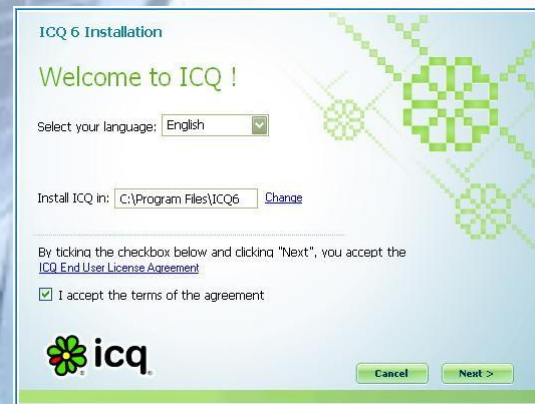 ICQ 6 Installation
Welcome to ICQ !
Select your language: English
Install ICQ in: C:\Program Files\ICQ6 Change
By ticking the checkbox below and clicking "Next", you accept the
ICQ End User License Agreement
I accept the terms of the agreement
icq
Cancel Next >